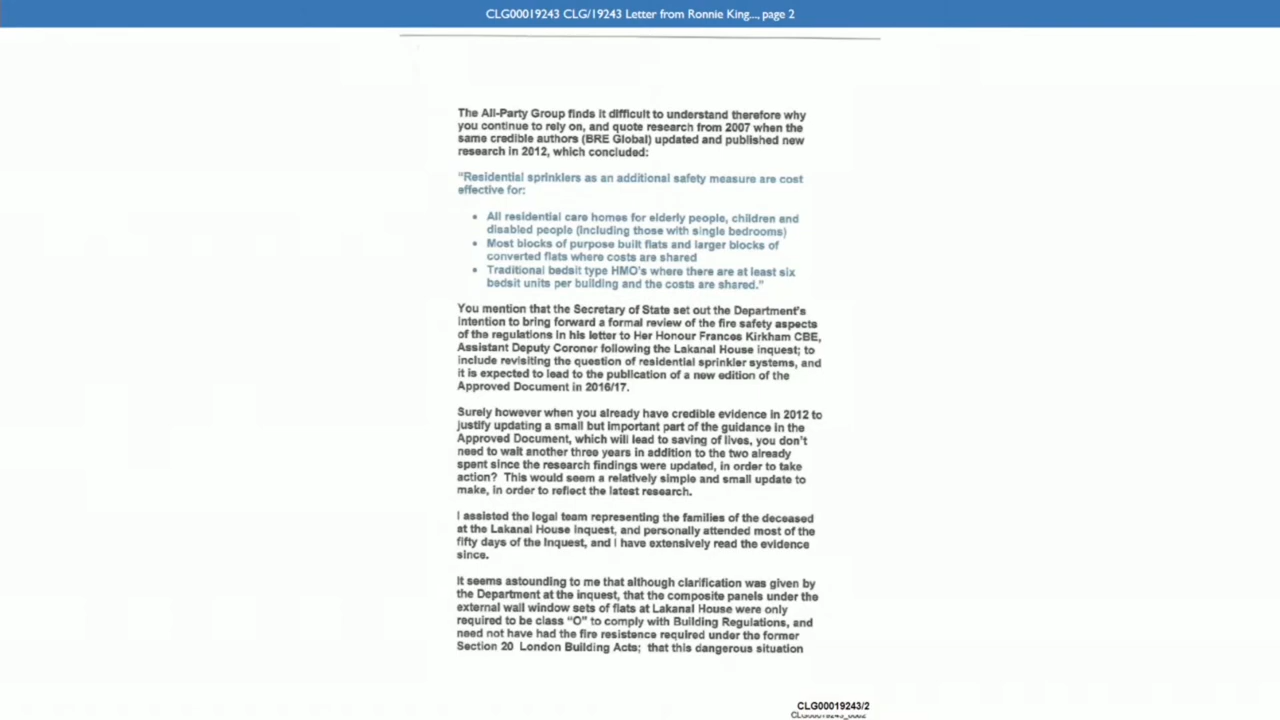 CLG00019243 CLG/19243 Letter from Ronnie King..., page 2
The All-Party Group finds it difficult to understand therefore why
you continue to rely on, and quote research from 2007 when the
same credible authors (BRE Global) updated and published new
research in 2012, which concluded:
"Residential sprinklers as an additional safety measure are cost
effective for:
• All residential care homes for elderly people, children and
disabled people (including those with single bedrooms)
• Most blocks of purpose built flats and larger blocks of
converted flats where costs are shared
• Traditional bedsit type HMO's where there are at least six
bedsit units per building and the costs are shared."
You mention that the Secretary of State set out the Department's
intention to bring forward a formal review of the fire safety aspects
of the regulations in his letter to Her Honour Frances Kirkham CBE,
Assistant Deputy Coroner following the Lakanal House inquest; to
include revisiting the question of residential sprinkler systems, and
it is expected to lead to the publication of a new edition of the
Approved Document in 2016/17.
Surely however when you already have credible evidence in 2012 to
justify updating a small but important part of the guidance in the
Approved Document, which will lead to saving of lives, you don't
need to wait another three years in addition to the two already
spent since the research findings were updated, in order to take
action? This would seem a relatively simple and small update to
make, in order to reflect the latest research.
I assisted the legal team representing the families of the deceased
at the Lakanal House Inquest, and personally attended most of the
fifty days of the Inquest, and I have extensively read the evidence
since.
It seems astounding to me that although clarification was given by
the Department at the inquest, that the composite panels under the
external wall window sets of flats at Lakanal House were only
required to be class "O" to comply with Building Regulations, and
need not have had the fire resistence required under the former
Section 20 London Building Acts; that this dangerous situation
CLG00019243/2
CLG00019243_0002